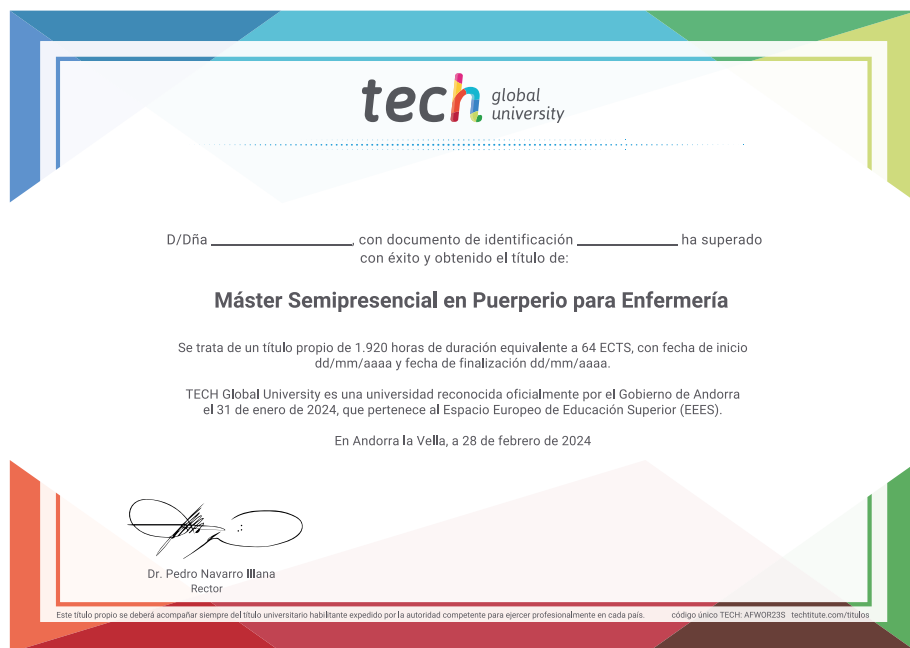 tech global university
D/Dña ______________, con documento de identificación __________ ha superado
con éxito y obtenido el título de:
Máster Semipresencial en Puerperio para Enfermería
Se trata de un título propio de 1.920 horas de duración equivalente a 64 ECTS, con fecha de inicio
dd/mm/aaaa y fecha de finalización dd/mm/aaaa.
TECH Global University es una universidad reconocida oficialmente por el Gobierno de Andorra
el 31 de enero de 2024, que pertenece al Espacio Europeo de Educación Superior (EEES).
En Andorra la Vella, a 28 de febrero de 2024
Dr. Pedro Navarro Illana
Rector
Este título propio se deberá acompañar siempre del título universitario habilitante expedido por la autoridad competente para ejercer profesionalmente en cada país. código único TECH: AFWOR23S techtitute.com/titulos